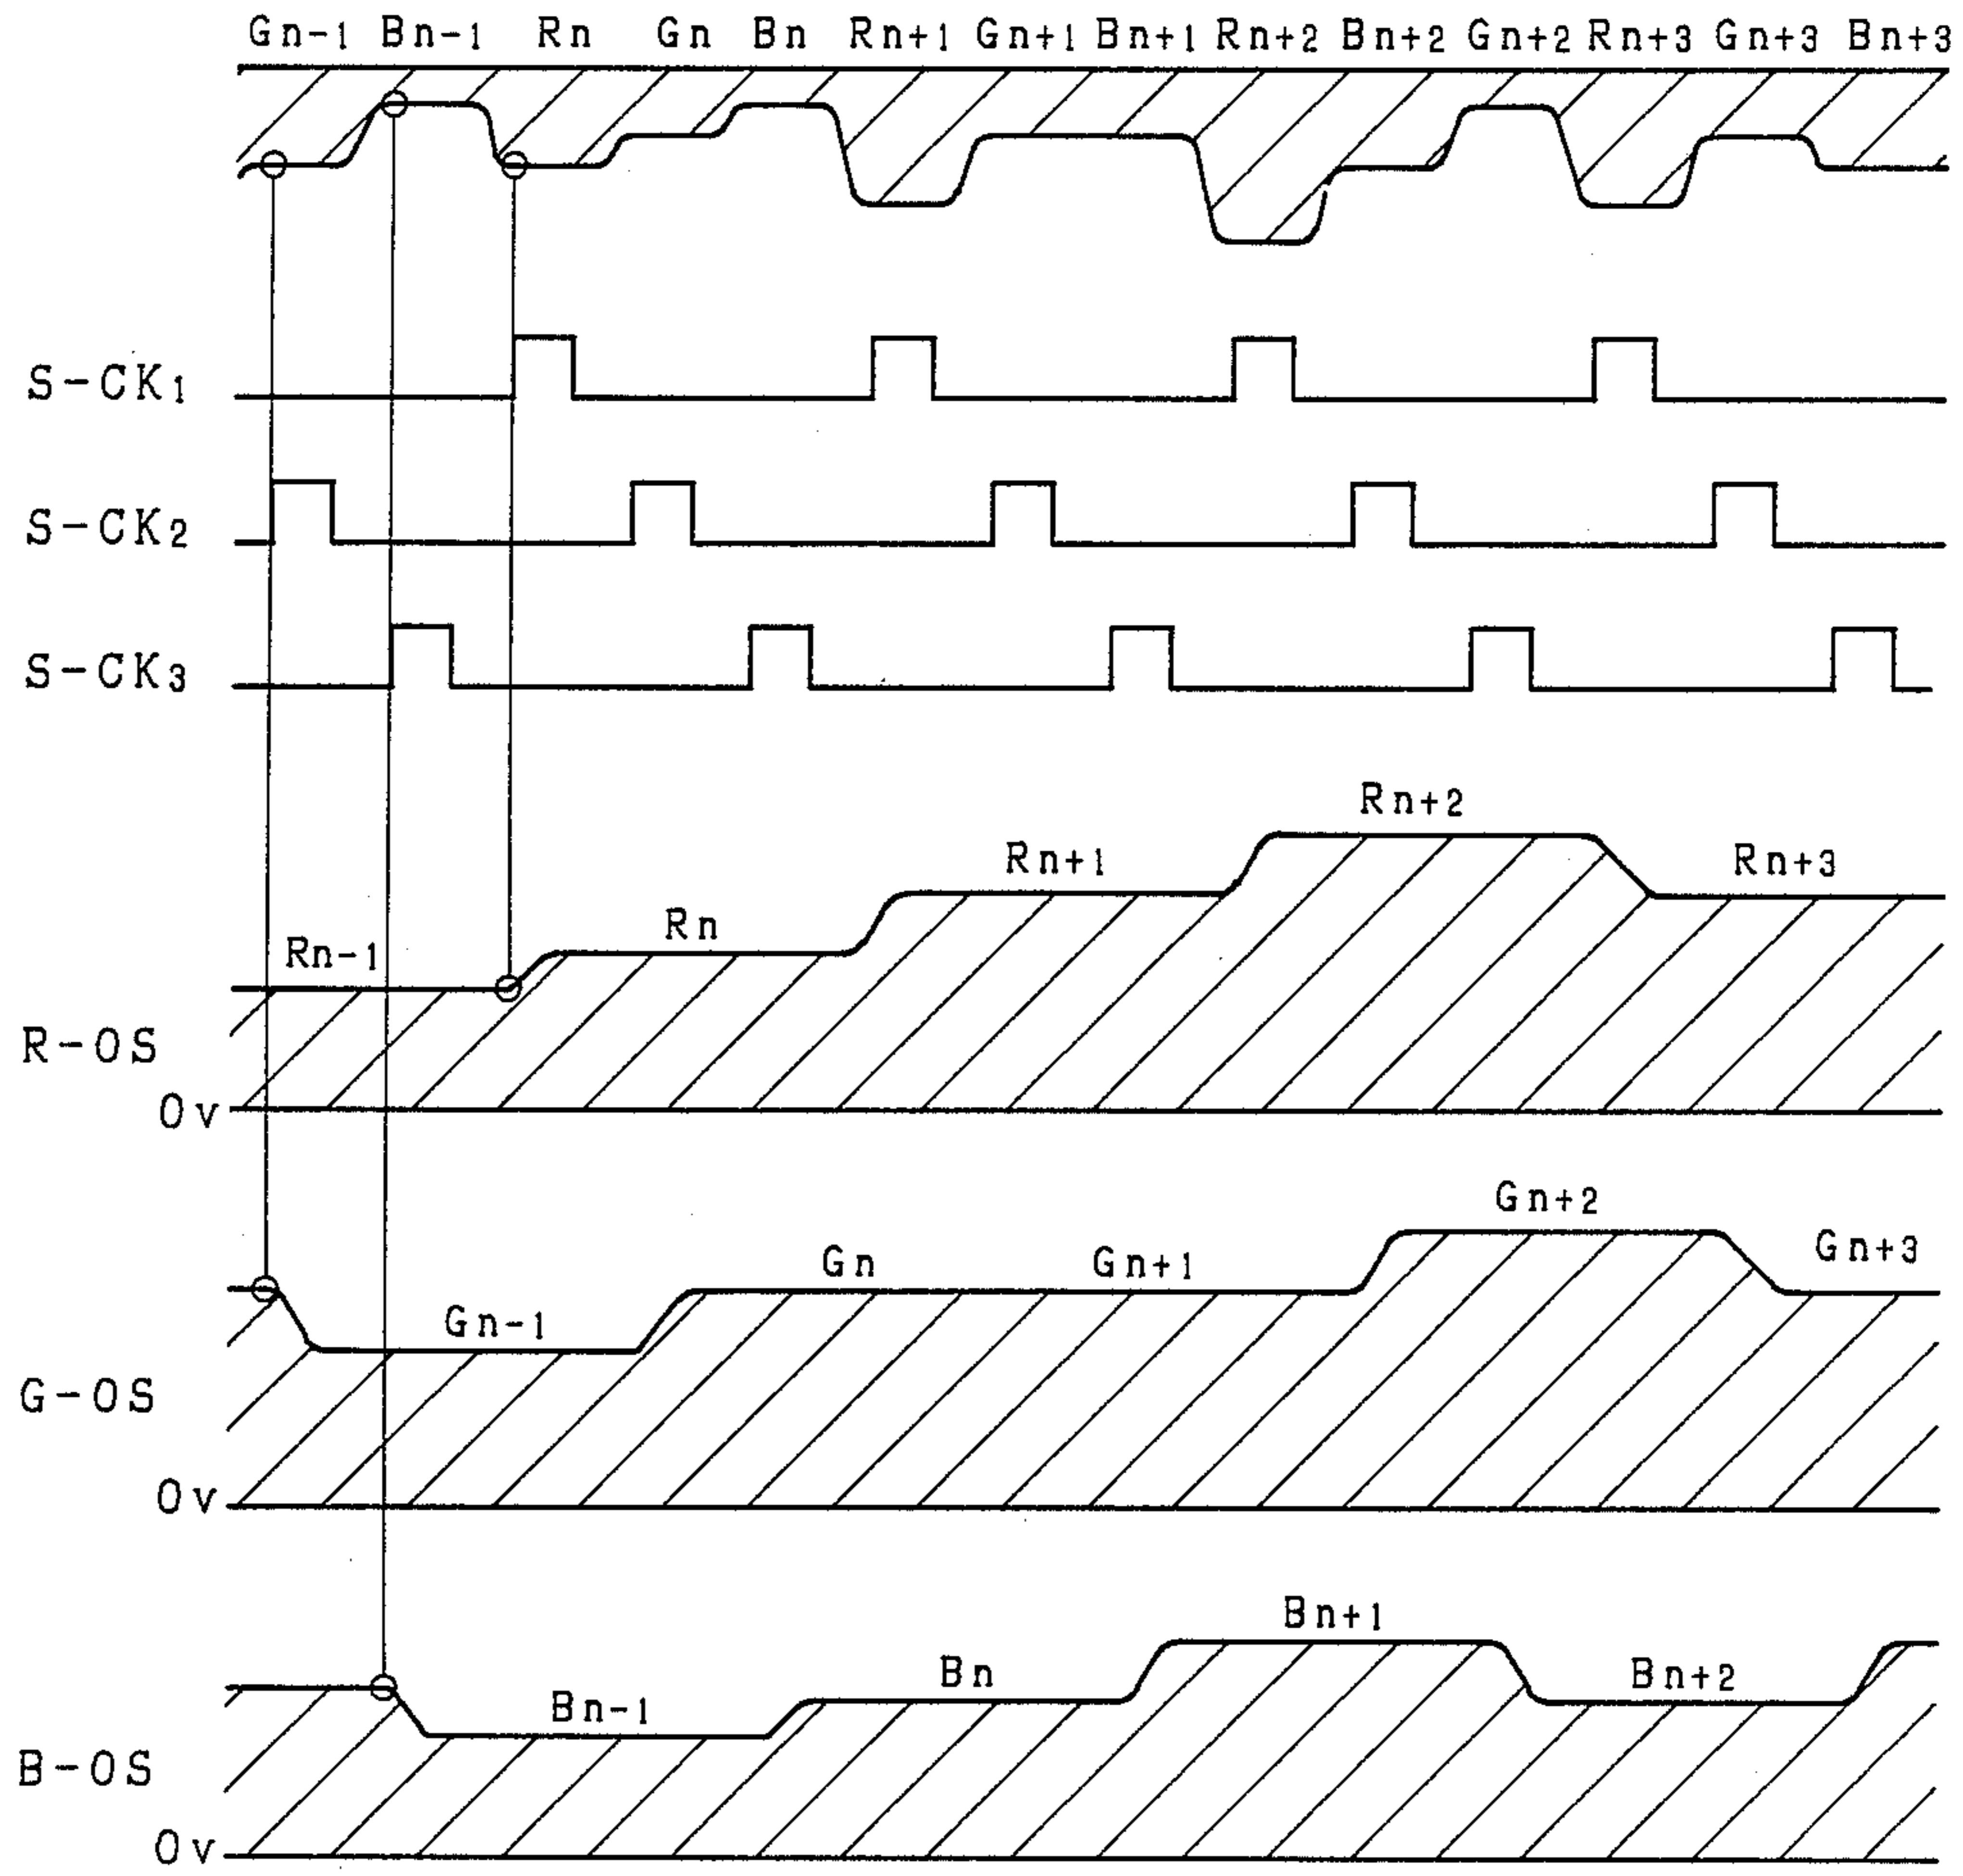 Gn-1 Bn-1 Rn Gn Bn Rn+1 Gn+1 Bn+1 Rn+2 Bn+2 Gn+2 Rn+3 Gn+3 Bn+3
S-CK1
S-CK2
S-CK3
Rn+2
Rn+1
Rn+3
Rn
Rn-1
R-OS
0v
Gn+2
Gn+3
Gn
Gn+1
Gn-1
G-OS
0v
Bn+1
Bn
Bn+2
Bn-1
B-OS
0v